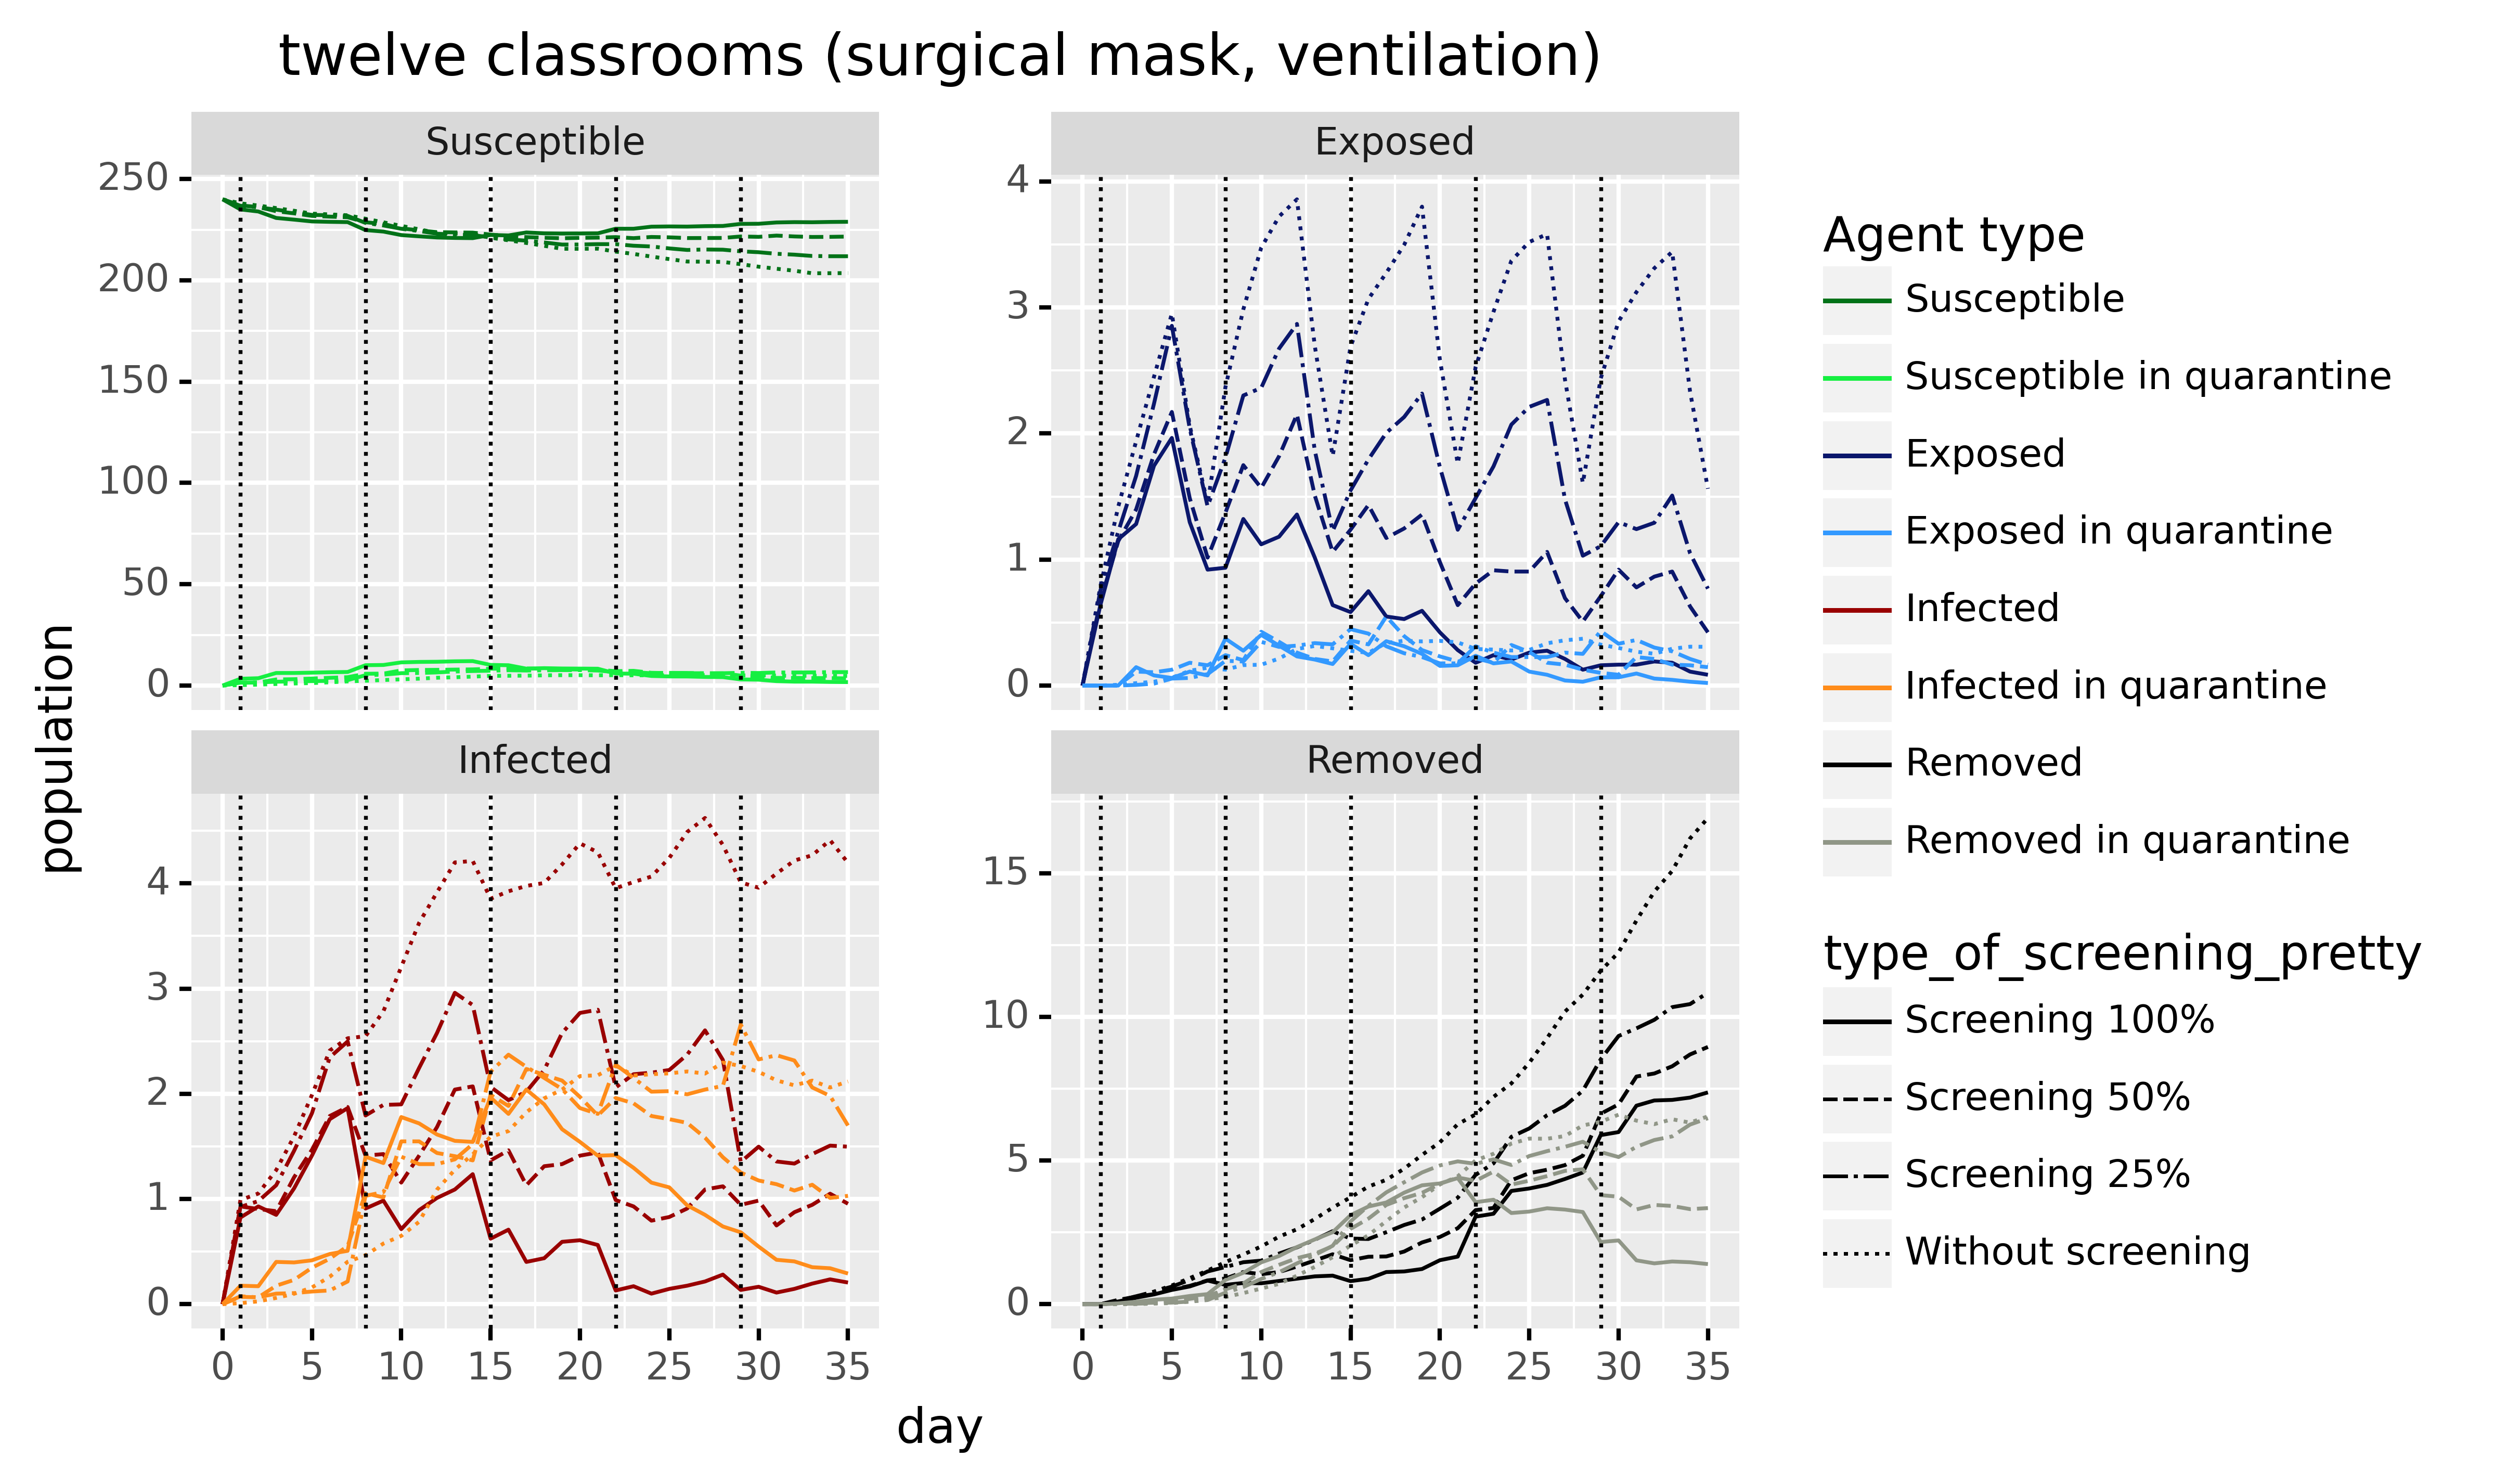 twelve classrooms (surgical mask, ventilation)
Susceptible
250
200
150
100
50
0
Exposed
4
3
2
1
0
population
Infected
4
3
2
1
0
0 5 10 15 20 25 30 35
Removed
15
10
5
0
0 5 10 15 20 25 30 35
day
Agent type
Susceptible
Susceptible in quarantine
Exposed
Exposed in quarantine
Infected
Infected in quarantine
Removed
Removed in quarantine
type_of_screening_pretty
Screening 100%
Screening 50%
Screening 25%
Without screening